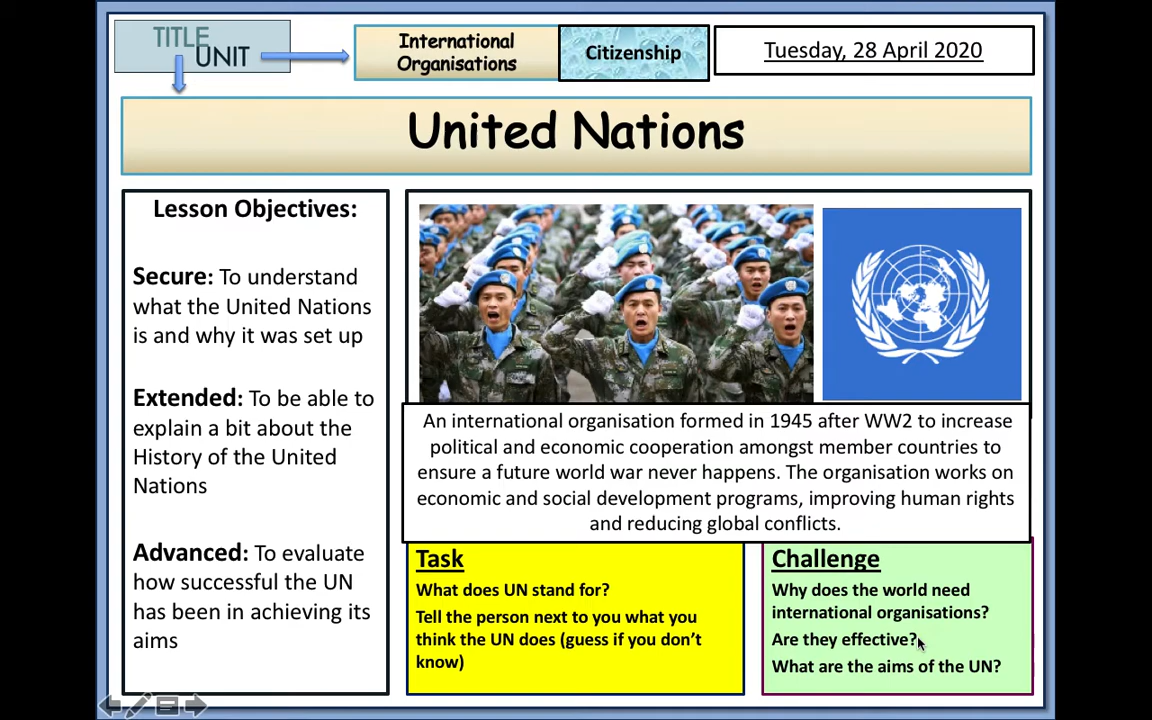 TITLE
UNIT
International
Organisations
Citizenship
Tuesday, 28 April 2020
United Nations
Lesson Objectives:
Secure: To understand
what the United Nations
is and why it was set up
Extended: To be able to
explain a bit about the
History of the United
Nations
Advanced: To evaluate
how successful the UN
has been in achieving its
aims
An international organisation formed in 1945 after WW2 to increase
political and economic cooperation amongst member countries to
ensure a future world war never happens. The organisation works on
economic and social development programs, improving human rights
and reducing global conflicts.
Task
What does UN stand for?
Tell the person next to you what you
think the UN does (guess if you don't
know)
Challenge
Why does the world need
international organisations?
Are they effective?
What are the aims of the UN?